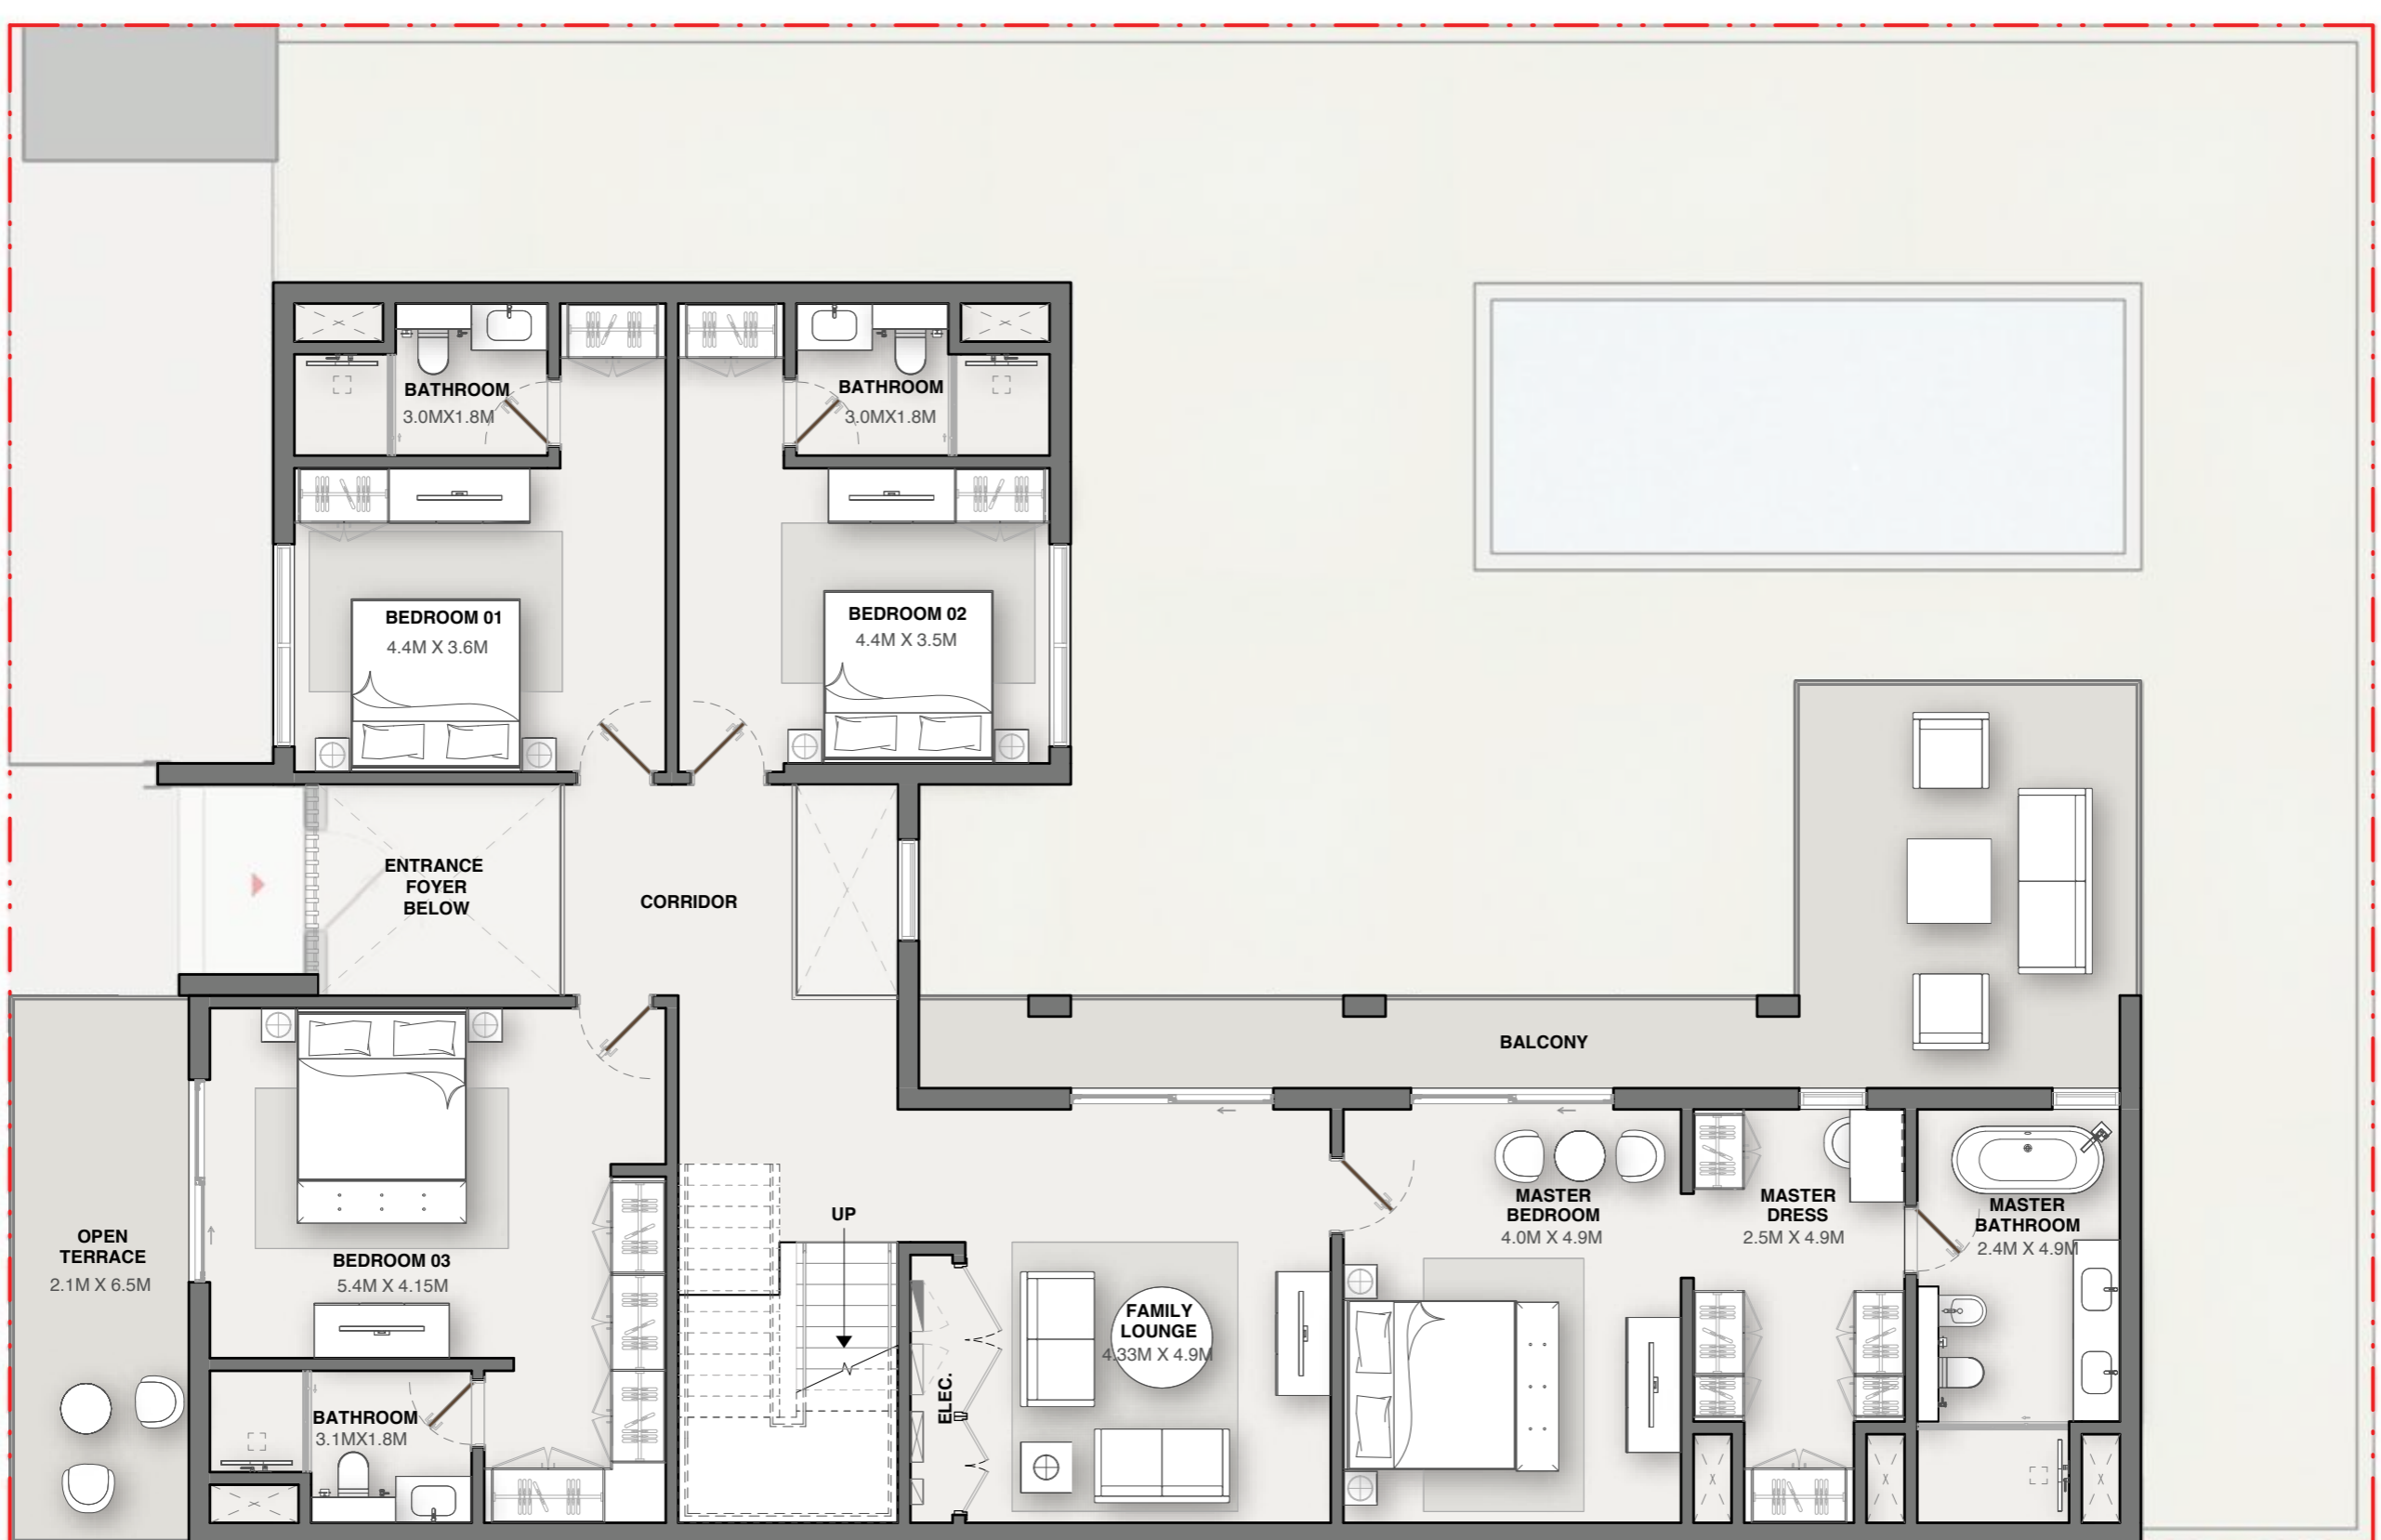 BATHROOM
3.0MX1.8M
BATHROOM
3.0MX1.8M
BEDROOM 01
4.4M X 3.6M
BEDROOM 02
4.4M X 3.5M
ENTRANCE
FOYER
BELOW
CORRIDOR
BALCONY
OPEN
TERRACE
2.1M X 6.5M
BEDROOM 03
5.4M X 4.15M
BATHROOM
3.1MX1.8M
UP
ELEC.
FAMILY
LOUNGE
4.33M X 4.9M
MASTER
BEDROOM
4.0M X 4.9M
MASTER
DRESS
2.5M X 4.9M
MASTER
BATHROOM
2.4M X 4.9M